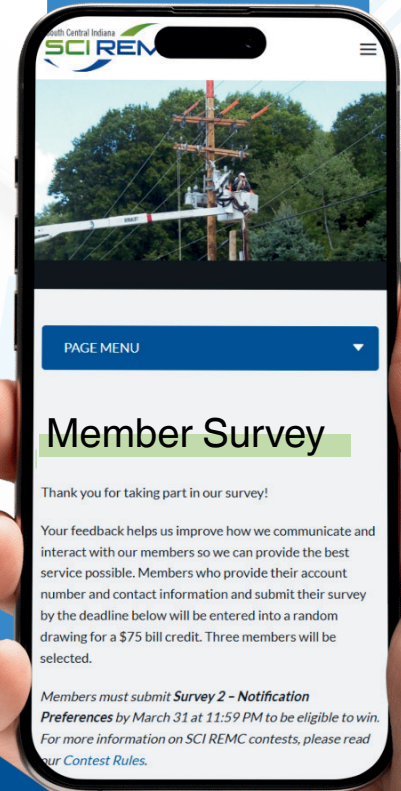 South Central Indiana
SCI REMC
PAGE MENU
Member Survey
Thank you for taking part in our survey!
Your feedback helps us improve how we communicate and
interact with our members so we can provide the best
service possible. Members who provide their account
number and contact information and submit their survey
by the deadline below will be entered into a random
drawing for a $75 bill credit. Three members will be
selected.
Members must submit Survey 2 – Notification
Preferences by March 31 at 11:59 PM to be eligible to win.
For more information on SCI REMC contests, please read
our Contest Rules.